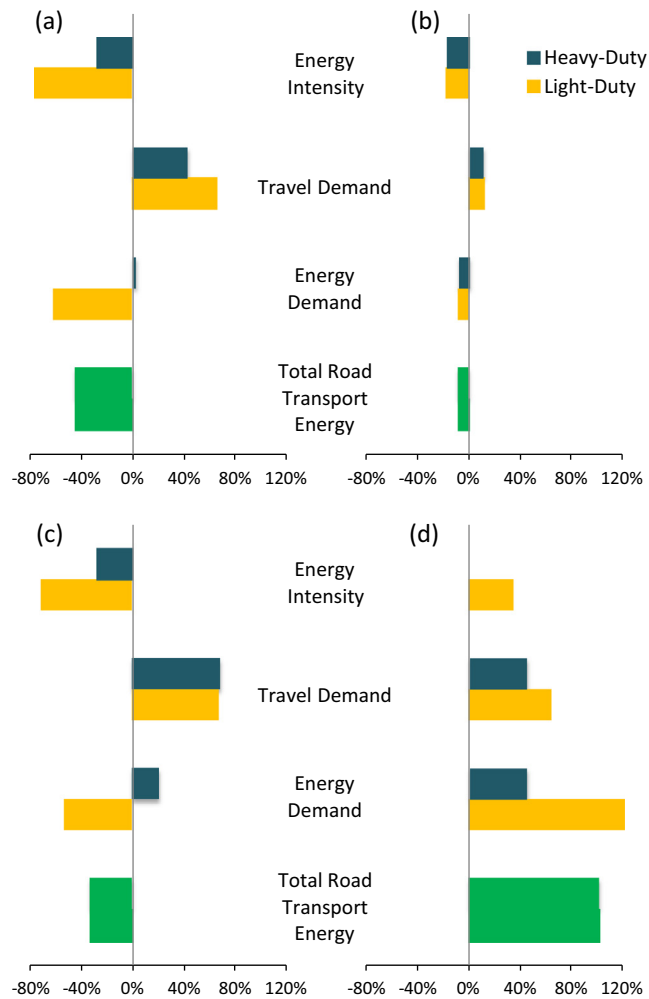 (a)
(b)
Energy
Intensity
Heavy-Duty
Light-Duty
Travel Demand
Energy
Demand
Total Road
Transport
Energy
-80% -40% 0% 40% 80% 120%
-80% -40% 0% 40% 80% 120%
(c)
(d)
Energy
Intensity
Travel Demand
Energy
Demand
Total Road
Transport
Energy
-80% -40% 0% 40% 80% 120%
-80% -40% 0% 40% 80% 120%